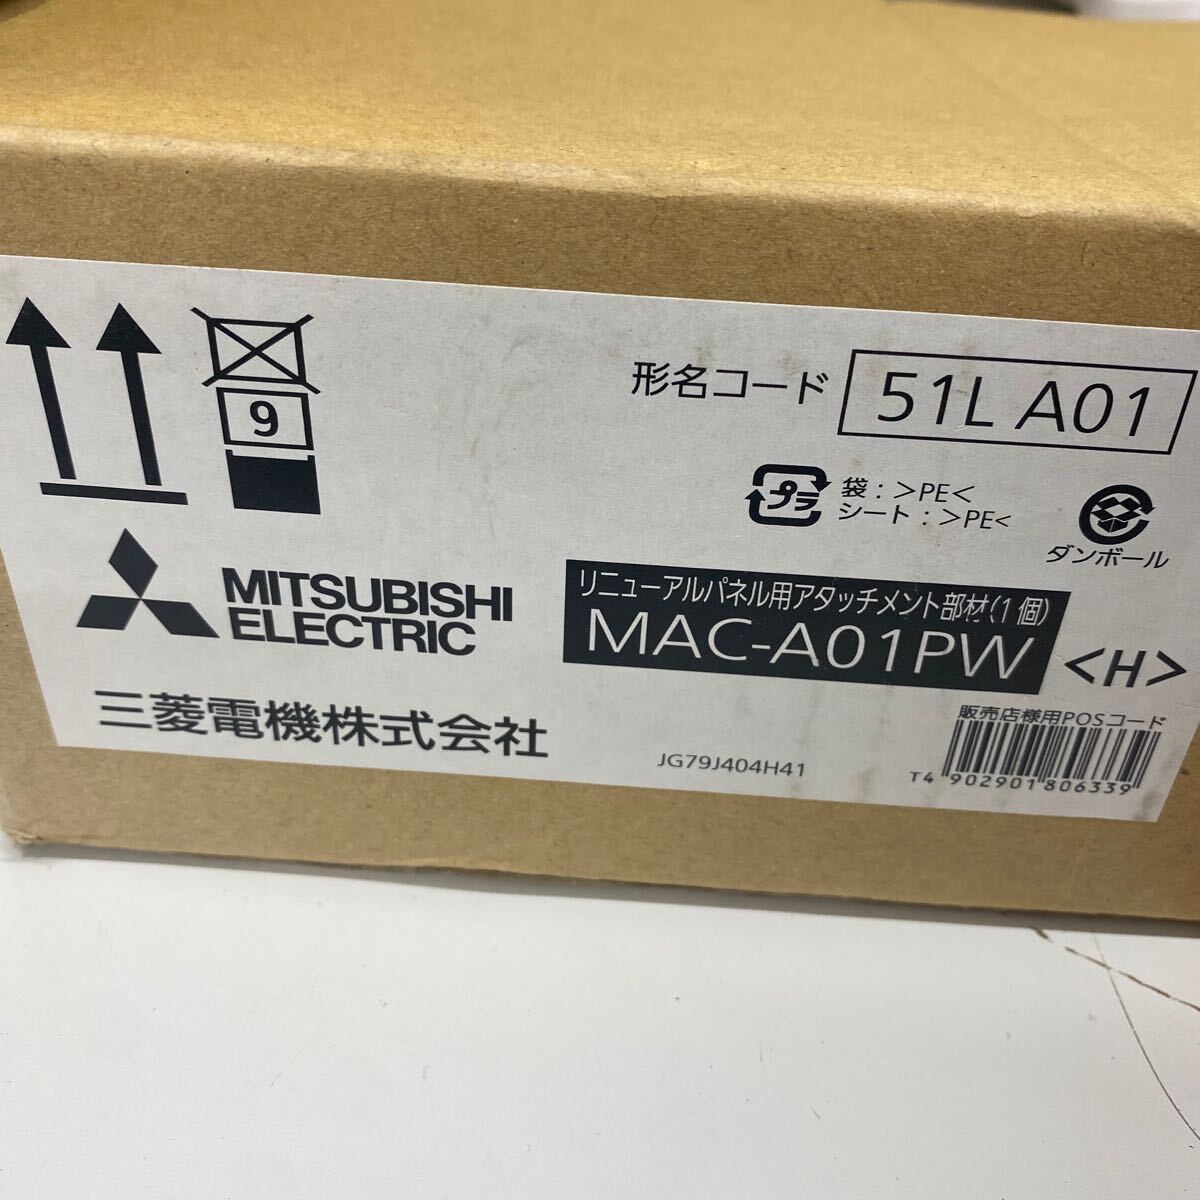 形名コード 51L A01
9
プラ
袋：＞PE＜
シート：＞PE＜
ダンボール
MITSUBISHI
ELECTRIC
リニューアルパネル用アタッチメント部材(1個)
MAC-A01PW <H>
三菱電機株式会社
JG79J404H41
販売店様用POSコード
T4 902901 806339